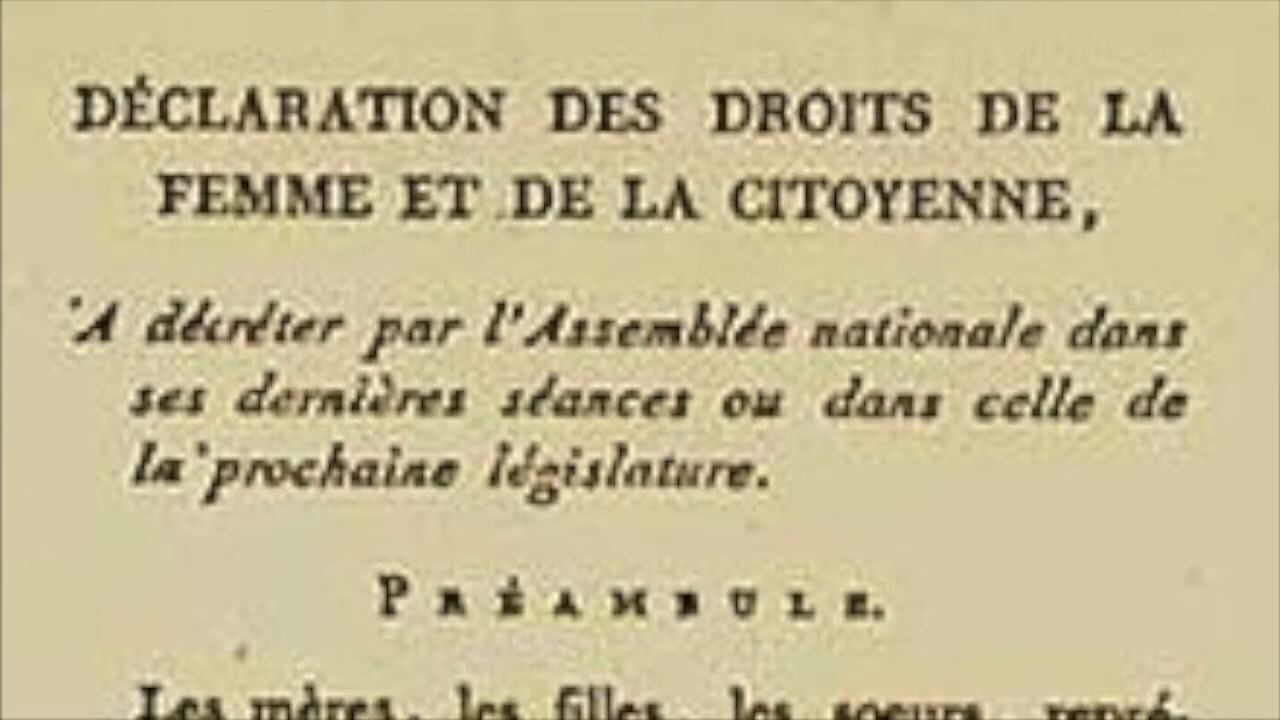 DÉCLARATION DES DROITS DE LA
FEMME ET DE LA CITOYENNE,
'A décréter par l'Assemblée nationale dans
ses dernières séances ou dans celle de
la prochaine législature.
PRÉAMBULE.
Les mères, les filles, les soeurs, repré-